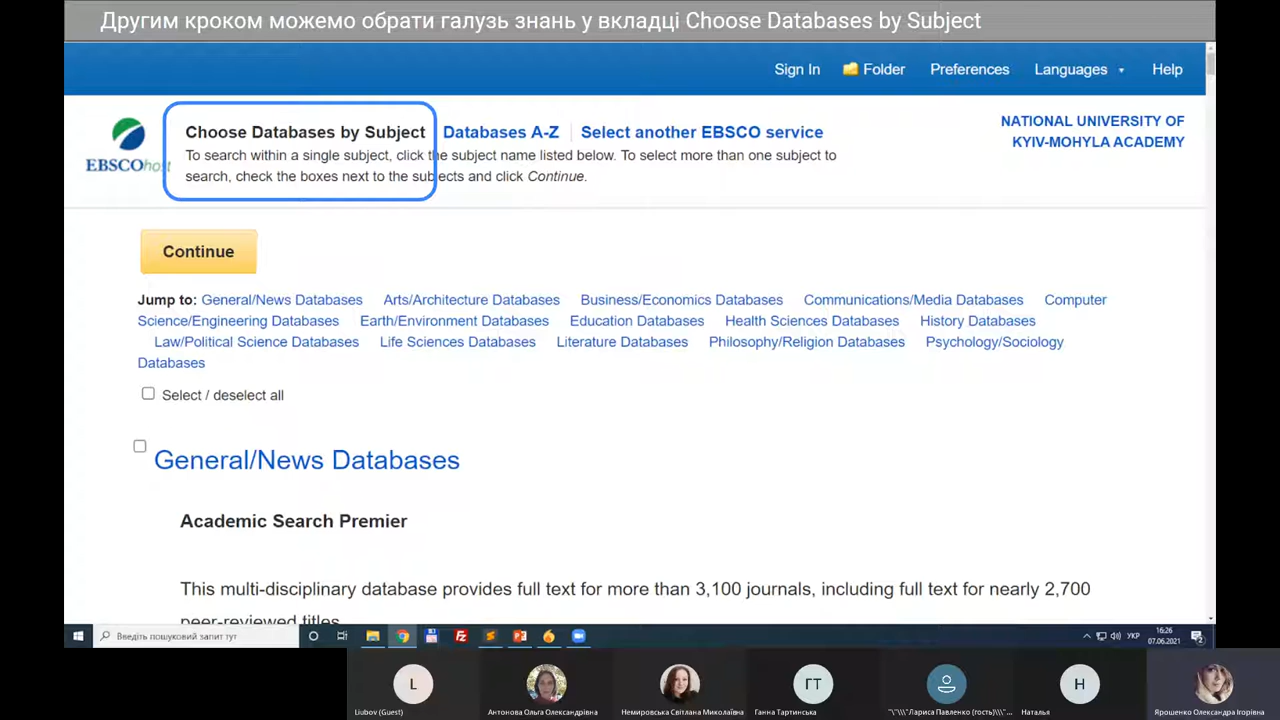 Другим кроком можемо обрати галузь знань у вкладці Choose Databases by Subject
Sign In Folder Preferences Languages Help
EBSCOhost
Choose Databases by Subject Databases A-Z Select another EBSCO service
To search within a single subject, click the subject name listed below. To select more than one subject to
search, check the boxes next to the subjects and click Continue.
NATIONAL UNIVERSITY OF
KYIV-MOHYLA ACADEMY
Continue
Jump to: General/News Databases Arts/Architecture Databases Business/Economics Databases Communications/Media Databases Computer
Science/Engineering Databases Earth/Environment Databases Education Databases Health Sciences Databases History Databases
Law/Political Science Databases Life Sciences Databases Literature Databases Philosophy/Religion Databases Psychology/Sociology
Databases
Select / deselect all
General/News Databases
Academic Search Premier
This multi-disciplinary database provides full text for more than 3,100 journals, including full text for nearly 2,700
peer-reviewed titles
Введіть пошуковий запит тут
УКР
16:26
07.06.2021
2
L
ГТ
Н
Liubov (Guest)
Антонова Ольга Олександрівна
Немировська Світлана Миколаївна
Ганна Тартинська
"\"\\\"Лариса Павленко (гость)\\\"...
Наталья
Ярошенко Олександра Ігорівна